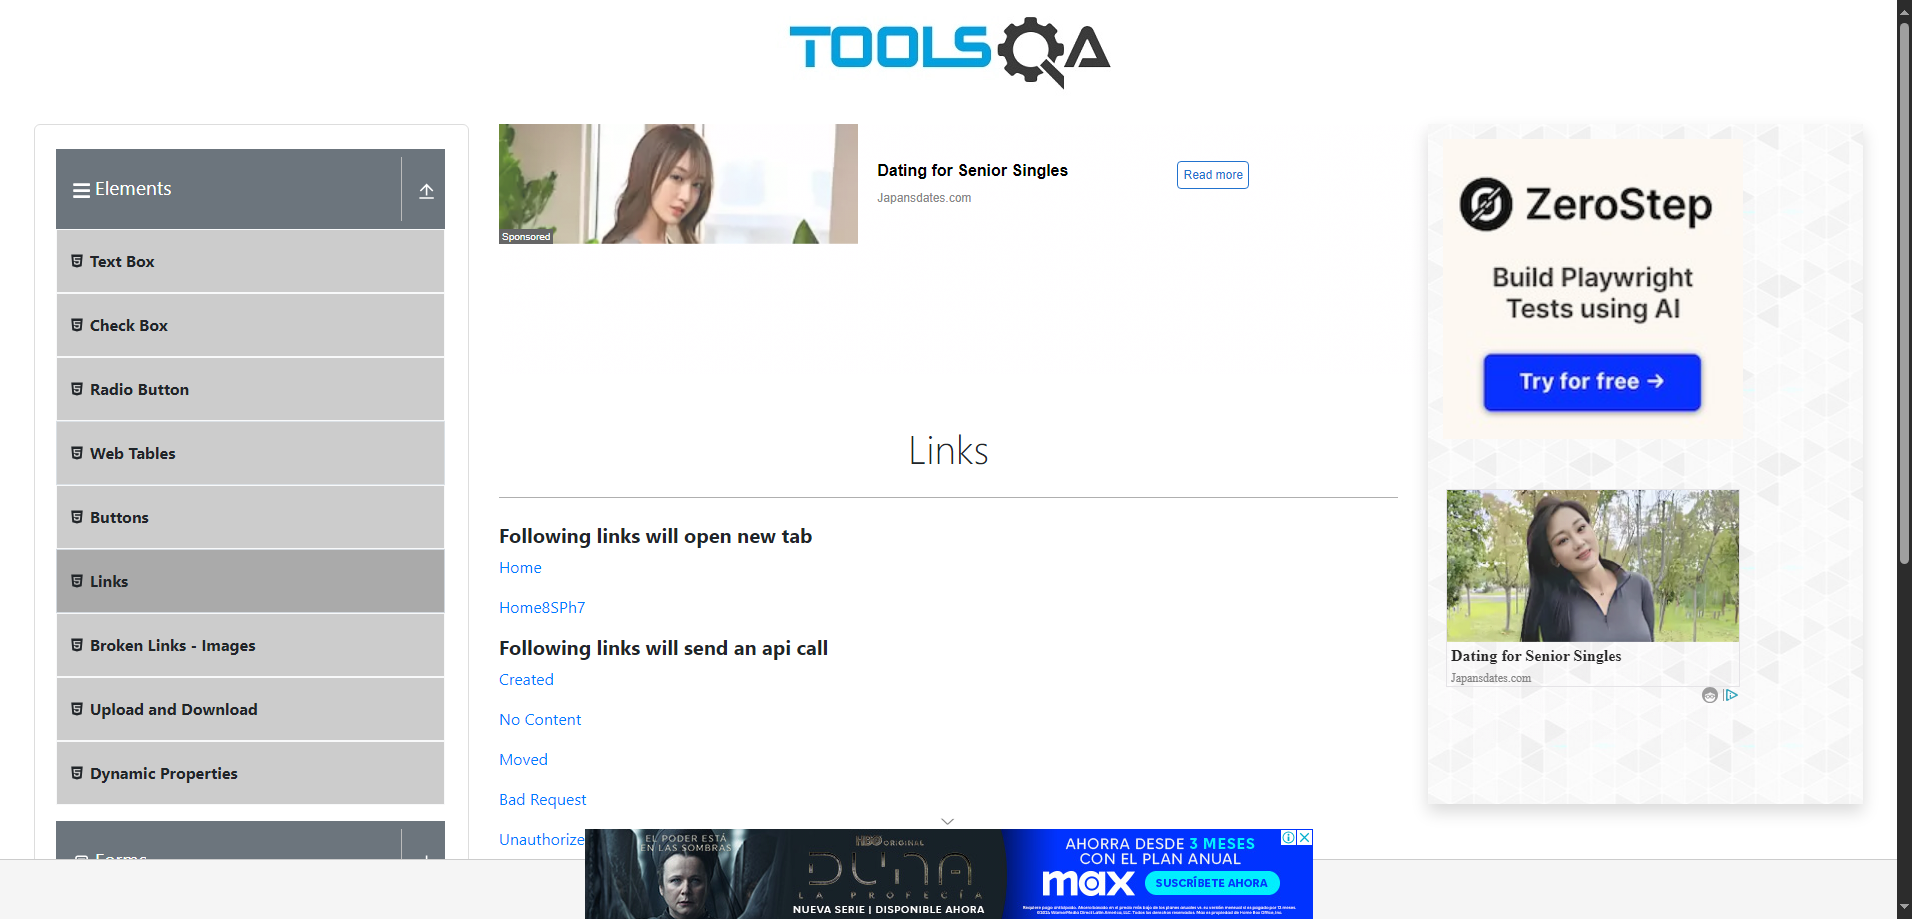 TOOLSQA
Elements
Text Box
Check Box
Radio Button
Web Tables
Buttons
Links
Broken Links - Images
Upload and Download
Dynamic Properties
Forms
Sponsored
Dating for Senior Singles
Japansdates.com
Read more
Links
Following links will open new tab
Home
Home8SPh7
Following links will send an api call
Created
No Content
Moved
Bad Request
Unauthorize
ZeroStep
Build Playwright
Tests using AI
Try for free →
Dating for Senior Singles
Japansdates.com
EL PODER ESTÁ
EN LAS SOMBRAS
HBO ORIGINAL
DUNA
LA PROFECÍA
NUEVA SERIE | DISPONIBLE AHORA
AHORRA DESDE 3 MESES
CON EL PLAN ANUAL
max
SUSCRÍBETE AHORA